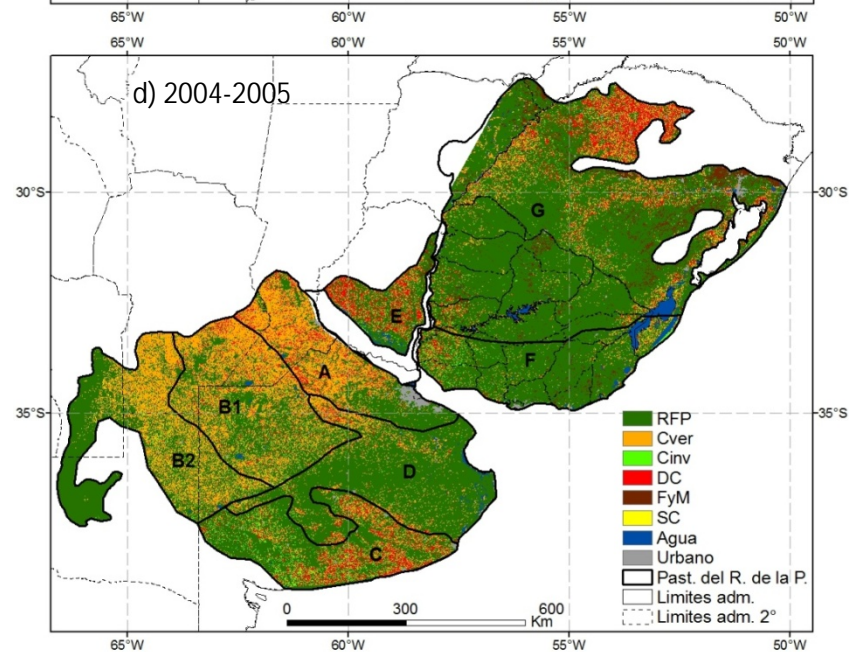 65°W 60°W 55°W 50°W
65°W 60°W 55°W 50°W
d) 2004-2005
30°S 30°S
G
E
F
A
35°S 35°S
B1
B2
D
C
RFP
Cver
Cinv
DC
FyM
SC
Agua
Urbano
Past. del R. de la P.
Limites adm.
Limites adm. 2°
0 300 600
Km
65°W 60°W 55°W 50°W